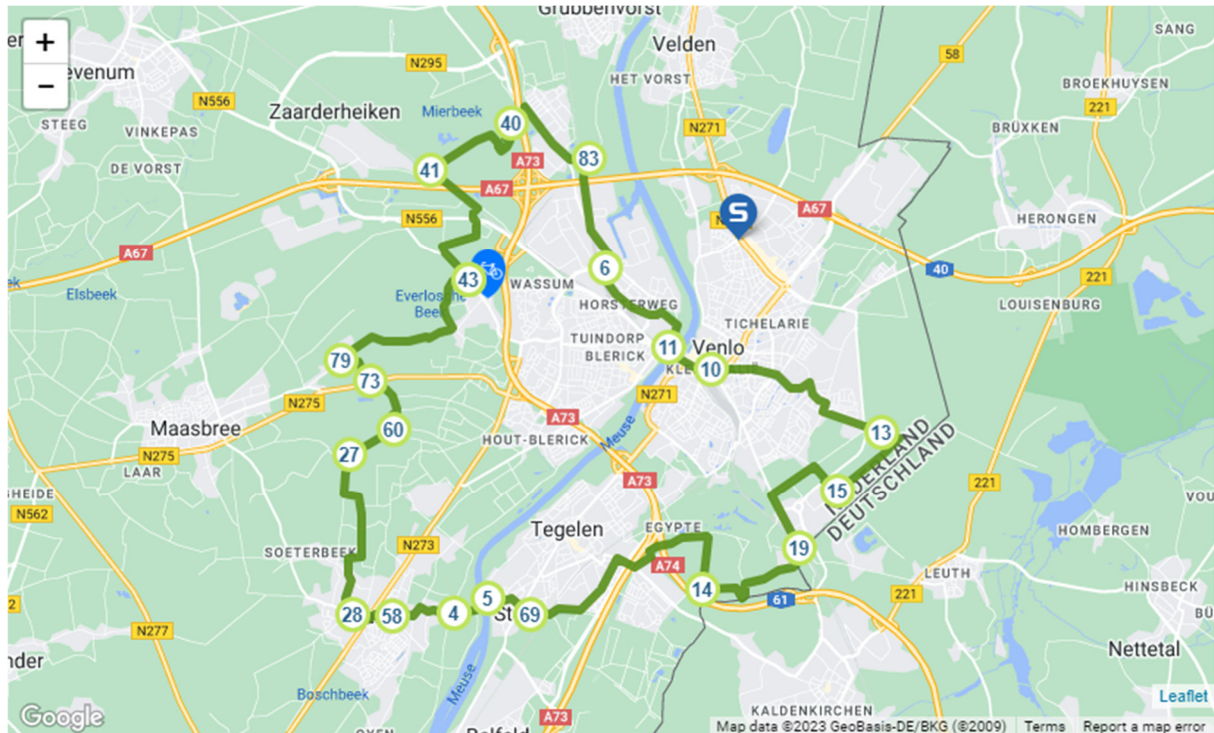 Grubbenvorst
+
−
Velden
SANG
N295
58
evenum
HET VORST
BROEKHUYSEN
N556
Zaarderheiken
Mierbeek
221
STEEG
VINKEPAS
40
N271
BRÜXKEN
DE VORST
A73
83
41
A67
N556
S
A67
HERONGEN
A67
6
40
221
43
WASSUM
Elsbeek
Everlosche
HORSTERWEG
LOUISENBURG
TICHELARIE
79
TUINDORP
BLERICK
11
Venlo
73
10
N275
N271
60
A73
Maasbree
13
HOUT-BLERICK
Meuse
N275
27
NEDERLAND
DEUTSCHLAND
LAAR
A73
15
221
GHEIDE
N562
Tegelen
EGYPTE
HOMBERGEN
SOETERBEEK
N273
19
A74
LEUTH
HINSBECK
14
61
221
28
58
4
5
St
69
N277
Nettetal
nder
Boschbeek
Meuse
Leaflet
Google
A73
KALDENKIRCHEN
Belfeld
Map data ©2023 GeoBasis-DE/BKG (©2009) Terms Report a map error